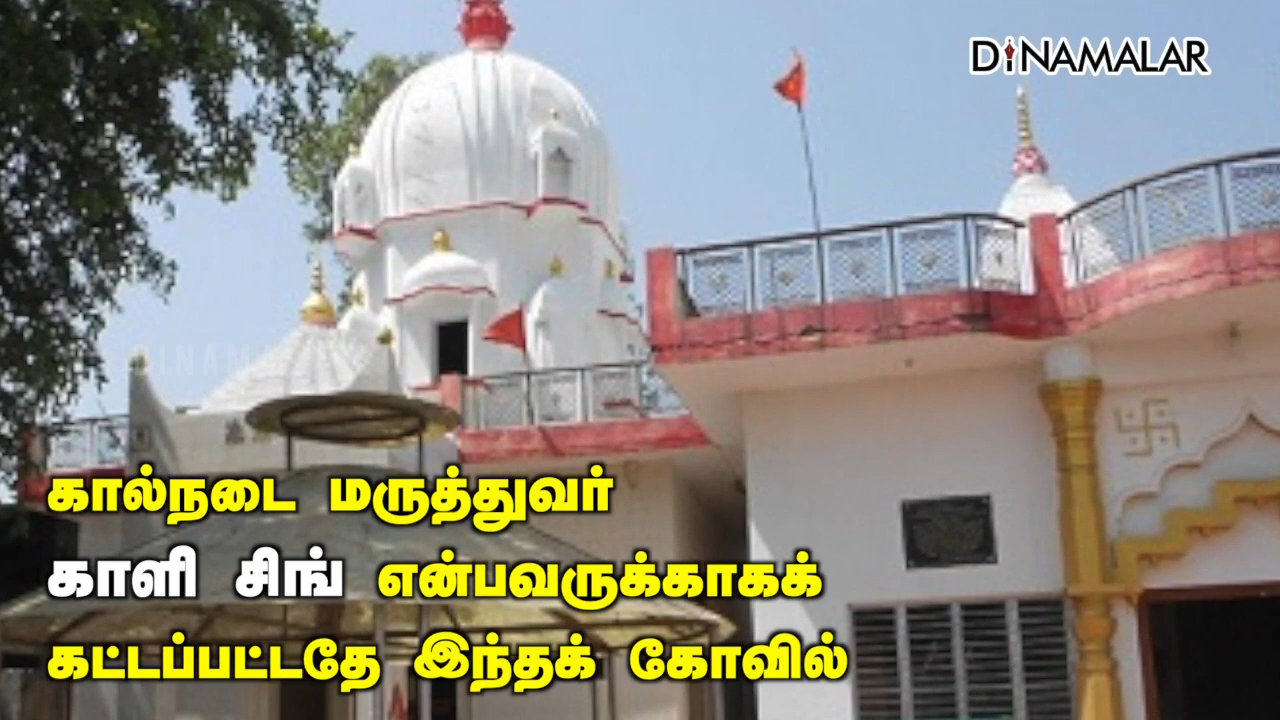 DINAMALAR
கால்நடை மருத்துவர்
காளி சிங் என்பவருக்காகக்
கட்டப்பட்டதே இந்தக் கோவில்